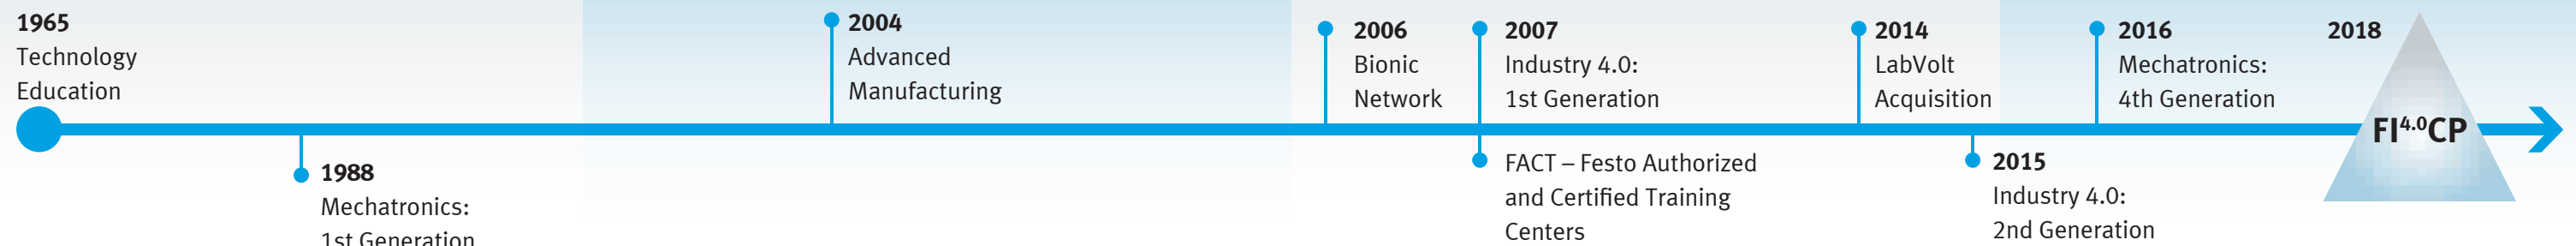 1965
Technology
Education
1988
Mechatronics:
1st Generation
2004
Advanced
Manufacturing
2006
Bionic
Network
2007
Industry 4.0:
1st Generation
FACT – Festo Authorized
and Certified Training
Centers
2014
LabVolt
Acquisition
2015
Industry 4.0:
2nd Generation
2016
Mechatronics:
4th Generation
2018
FI4.0CP